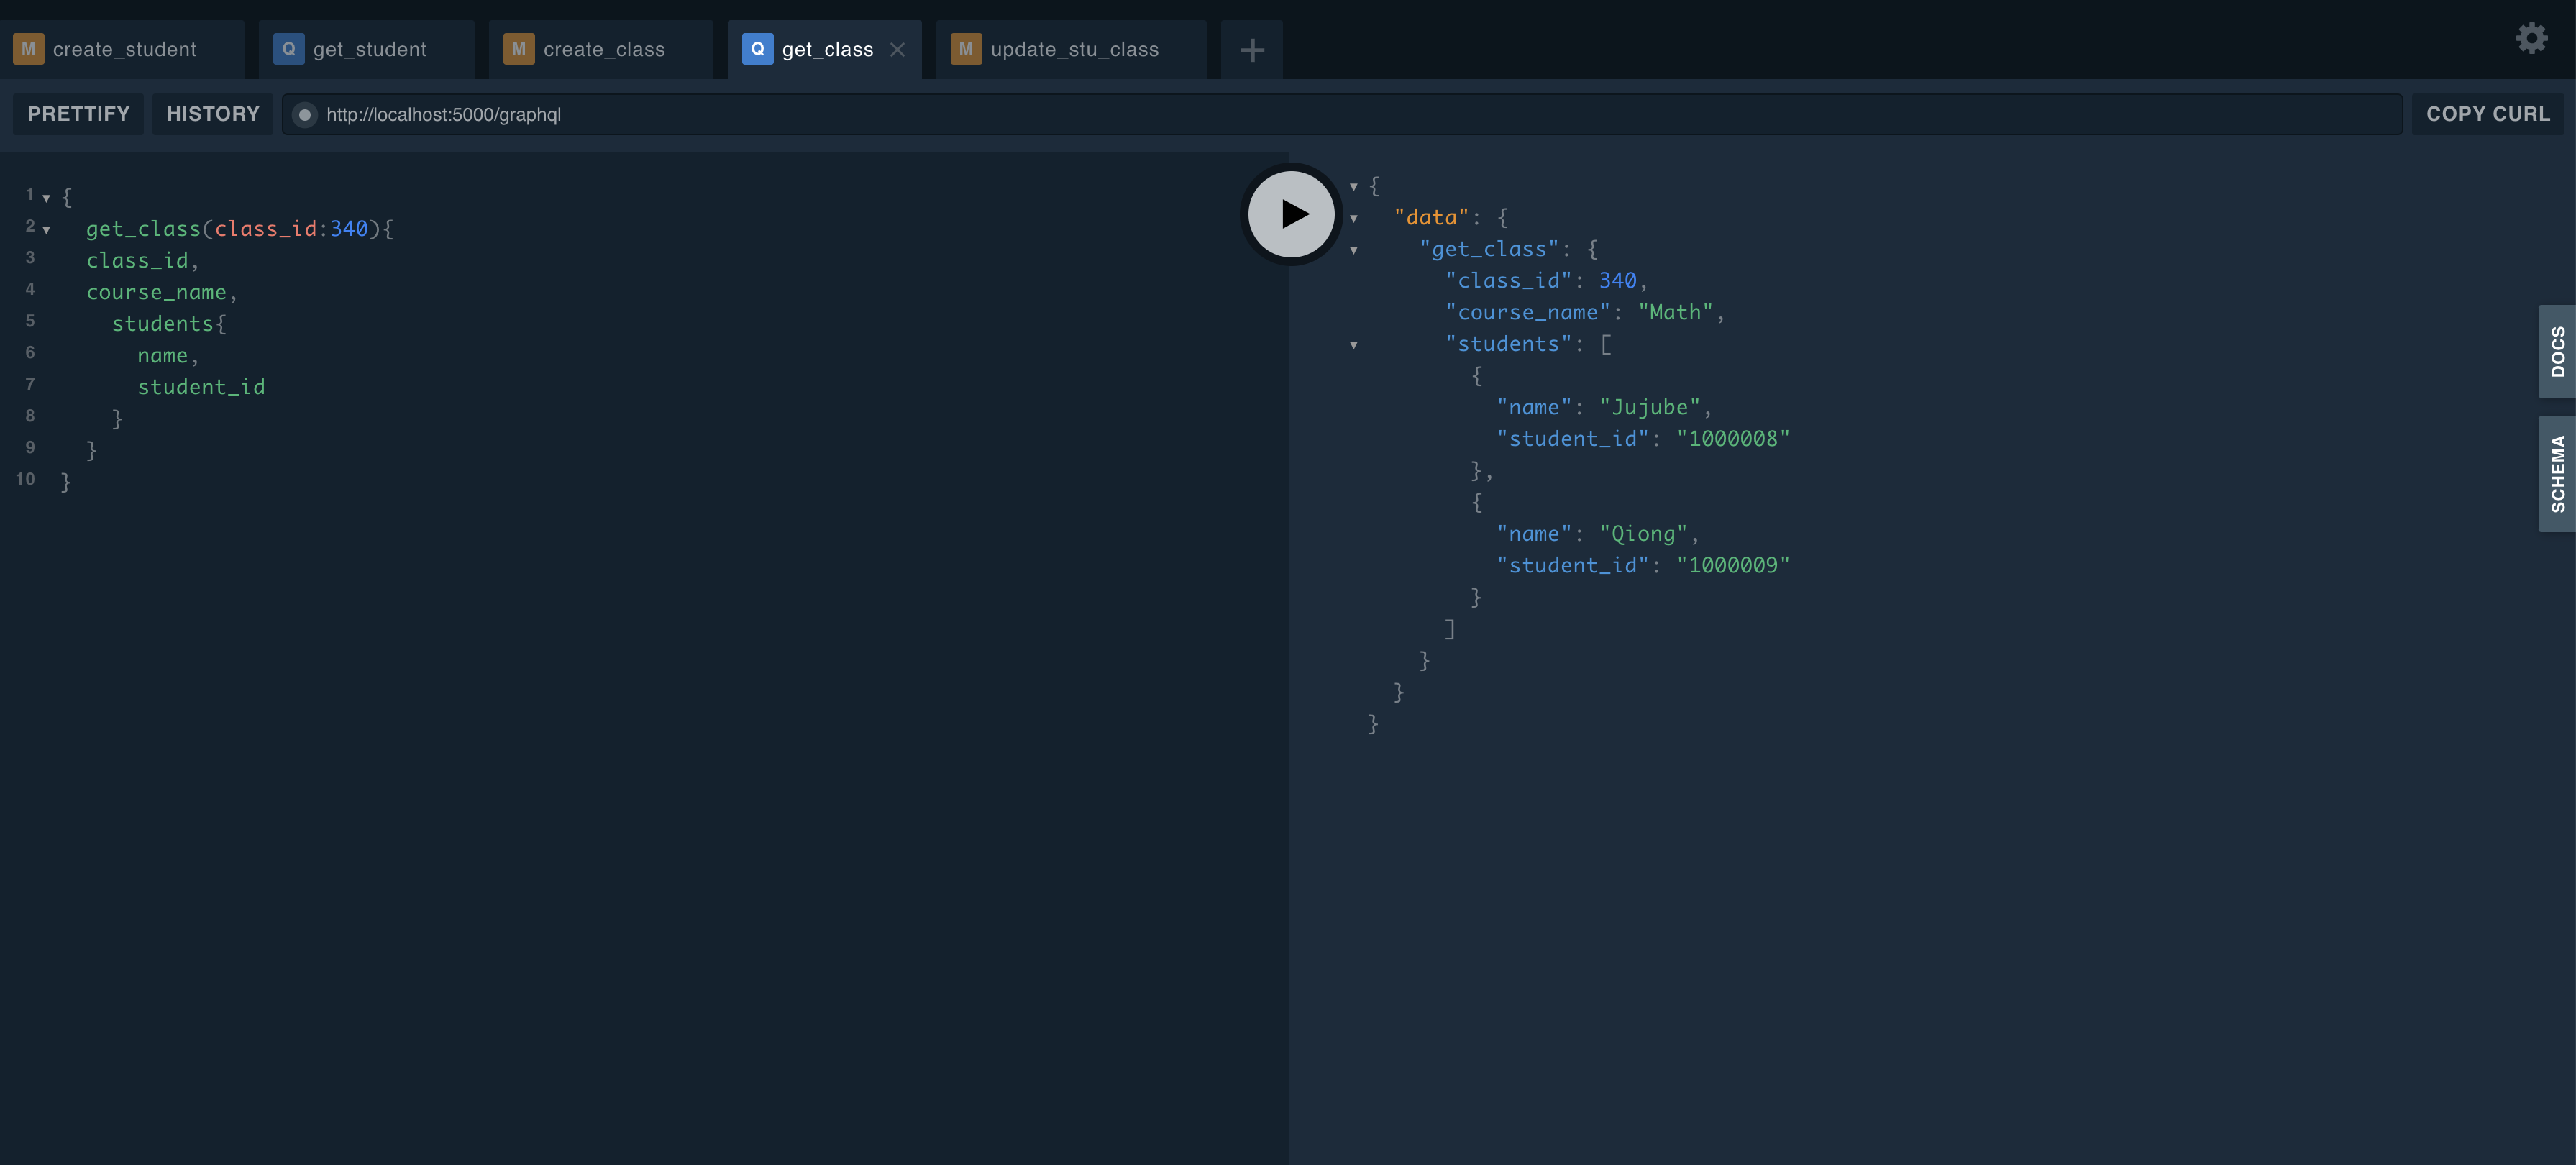 M create_student Q get_student M create_class Q get_class M update_stu_class
PRETTIFY HISTORY http://localhost:5000/graphql COPY CURL
1 {
2 get_class(class_id:340){
3 class_id,
4 course_name,
5 students{
6 name,
7 student_id
8 }
9 }
10 }
{
"data": {
"get_class": {
"class_id": 340,
"course_name": "Math",
"students": [
{
"name": "Jujube",
"student_id": "1000008"
},
{
"name": "Qiong",
"student_id": "1000009"
}
]
}
}
}
DOCS
SCHEMA